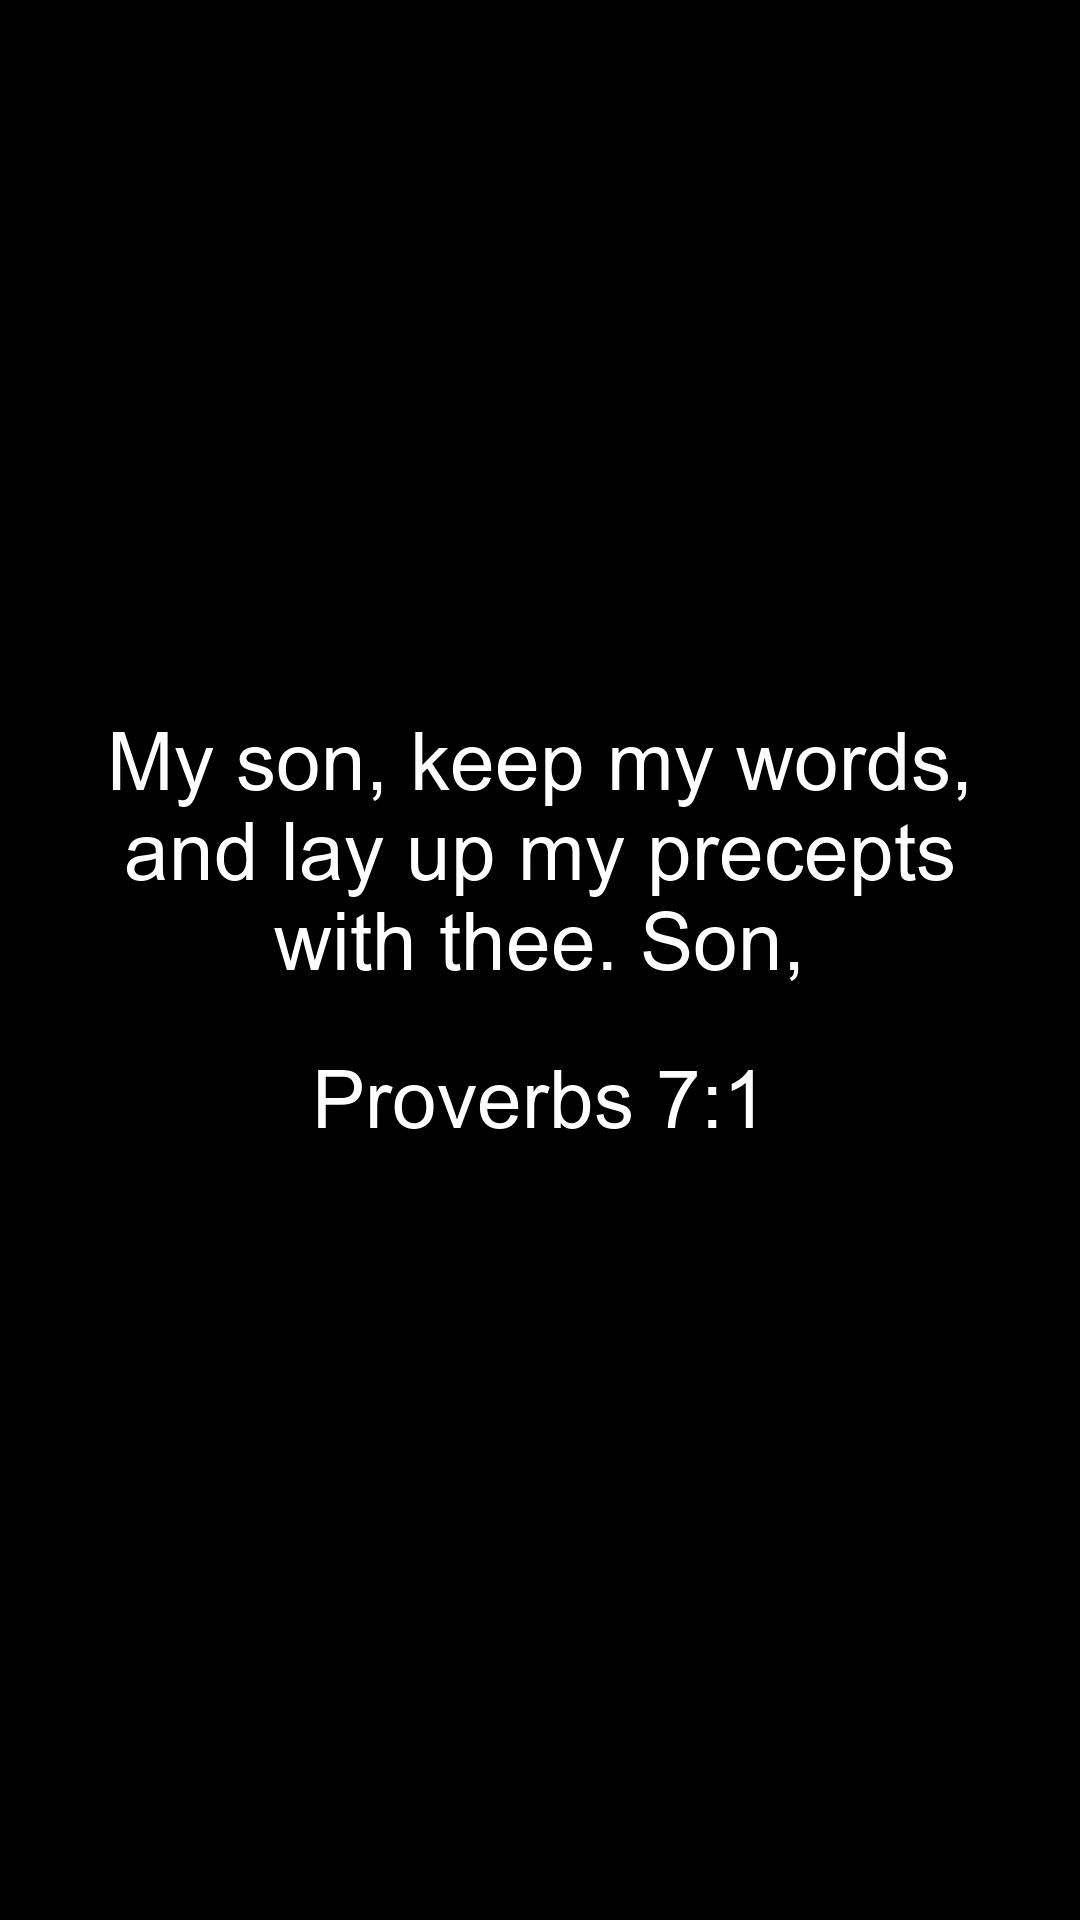 My son, keep my words,
and lay up my precepts
with thee. Son,
Proverbs 7:1